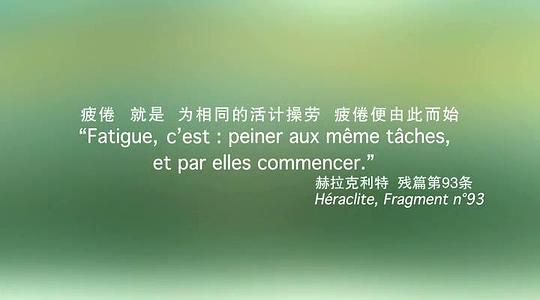 疲倦 就是 为相同的活计操劳 疲倦便由此而始
“Fatigue, c’est : peiner aux même tâches,
et par elles commencer.”
赫拉克利特 残篇第93条
Héraclite, Fragment n°93